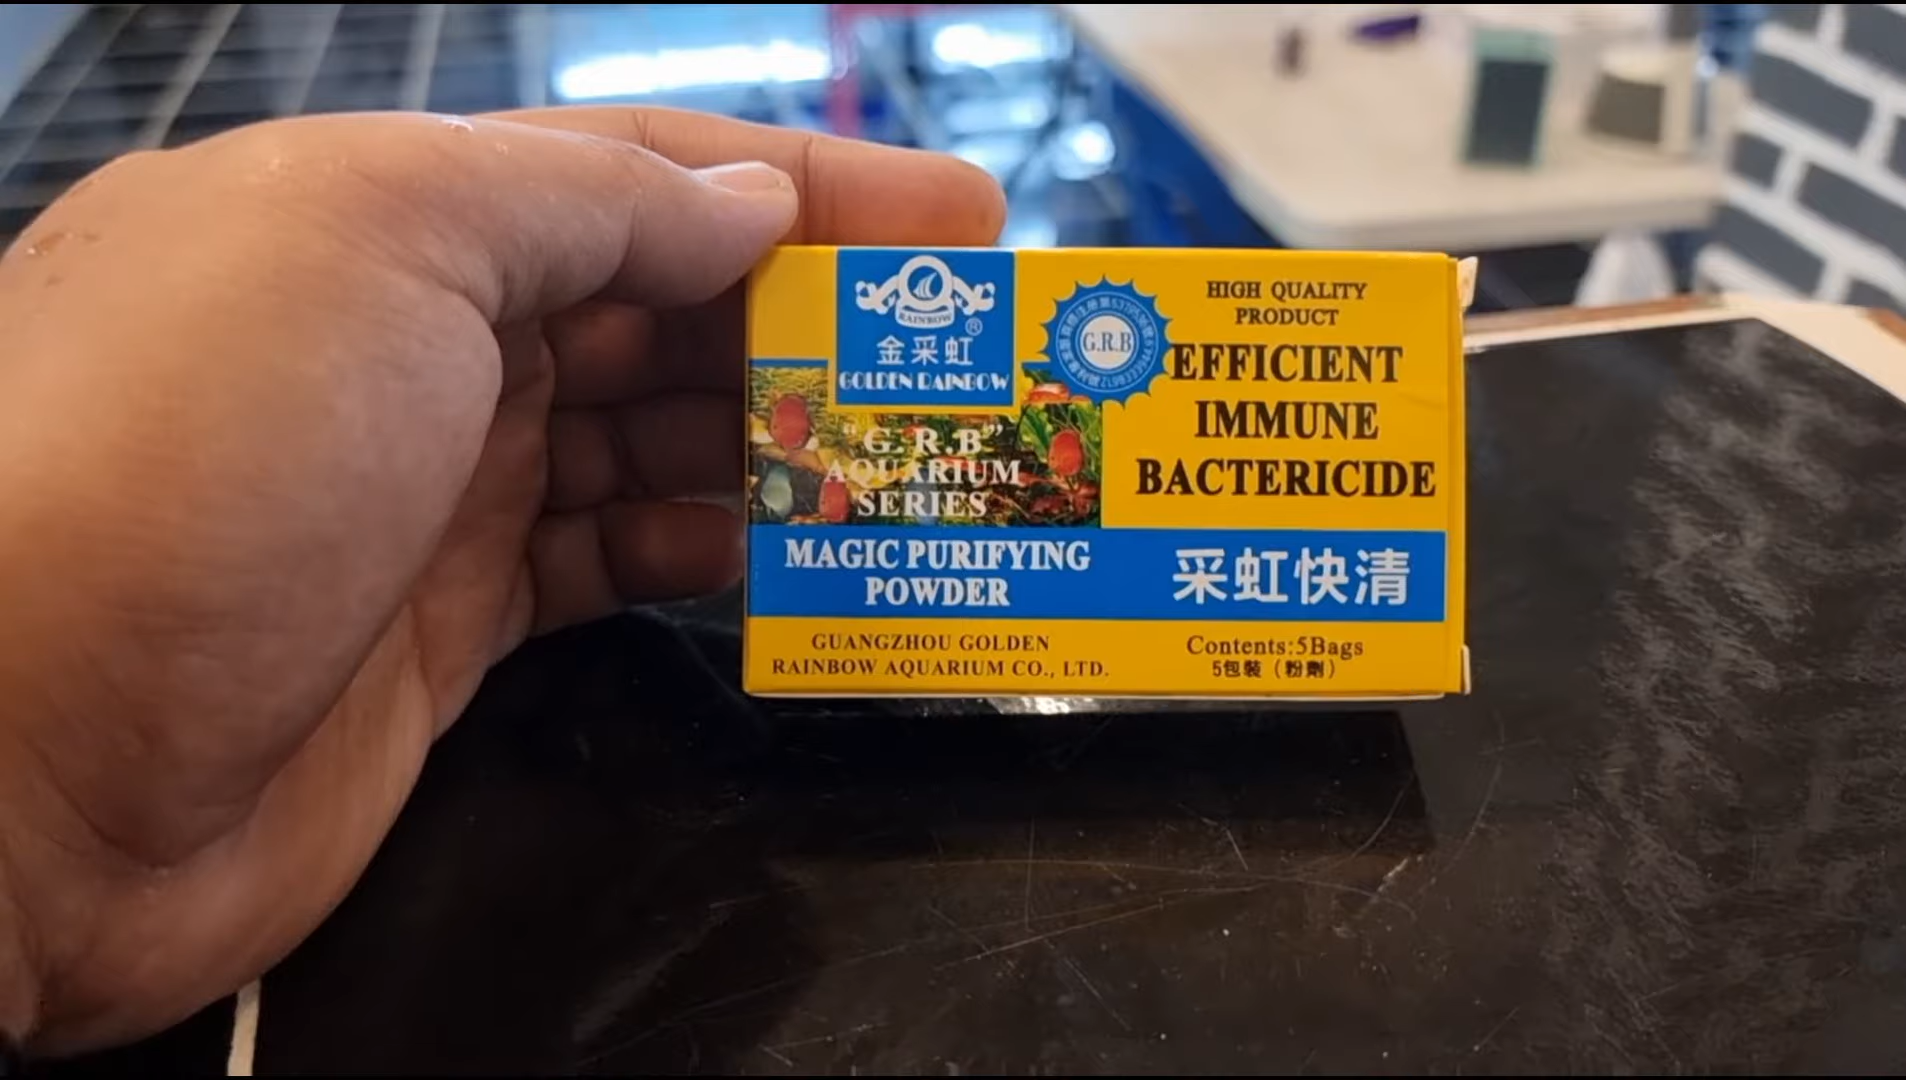 RAINBOW
®
金采虹
GOLDEN RAINBOW
"G.R.B"
AQUARIUM
SERIES
G.R.B
HIGH QUALITY
PRODUCT
EFFICIENT
IMMUNE
BACTERICIDE
MAGIC PURIFYING
POWDER
采虹快清
GUANGZHOU GOLDEN
RAINBOW AQUARIUM CO., LTD.
Contents:5Bags
5包裝（粉劑）